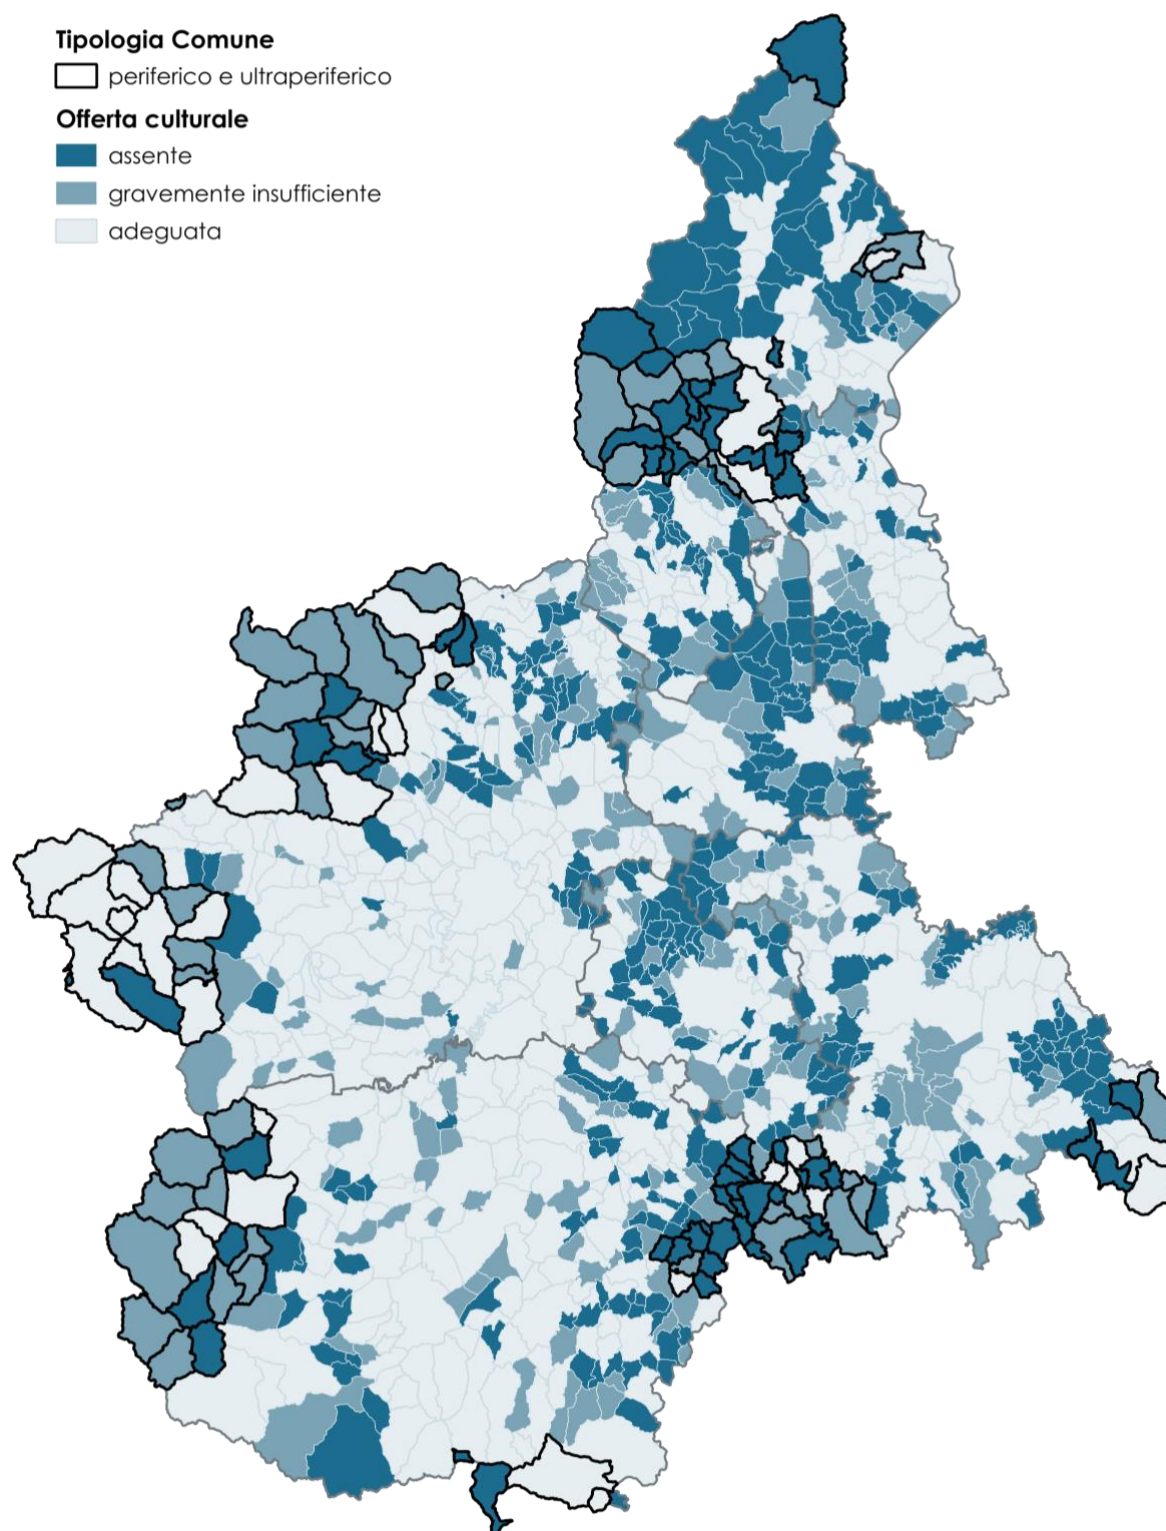 Tipologia Comune
periferico e ultraperiferico
Offerta culturale
assente
gravemente insufficiente
adeguata